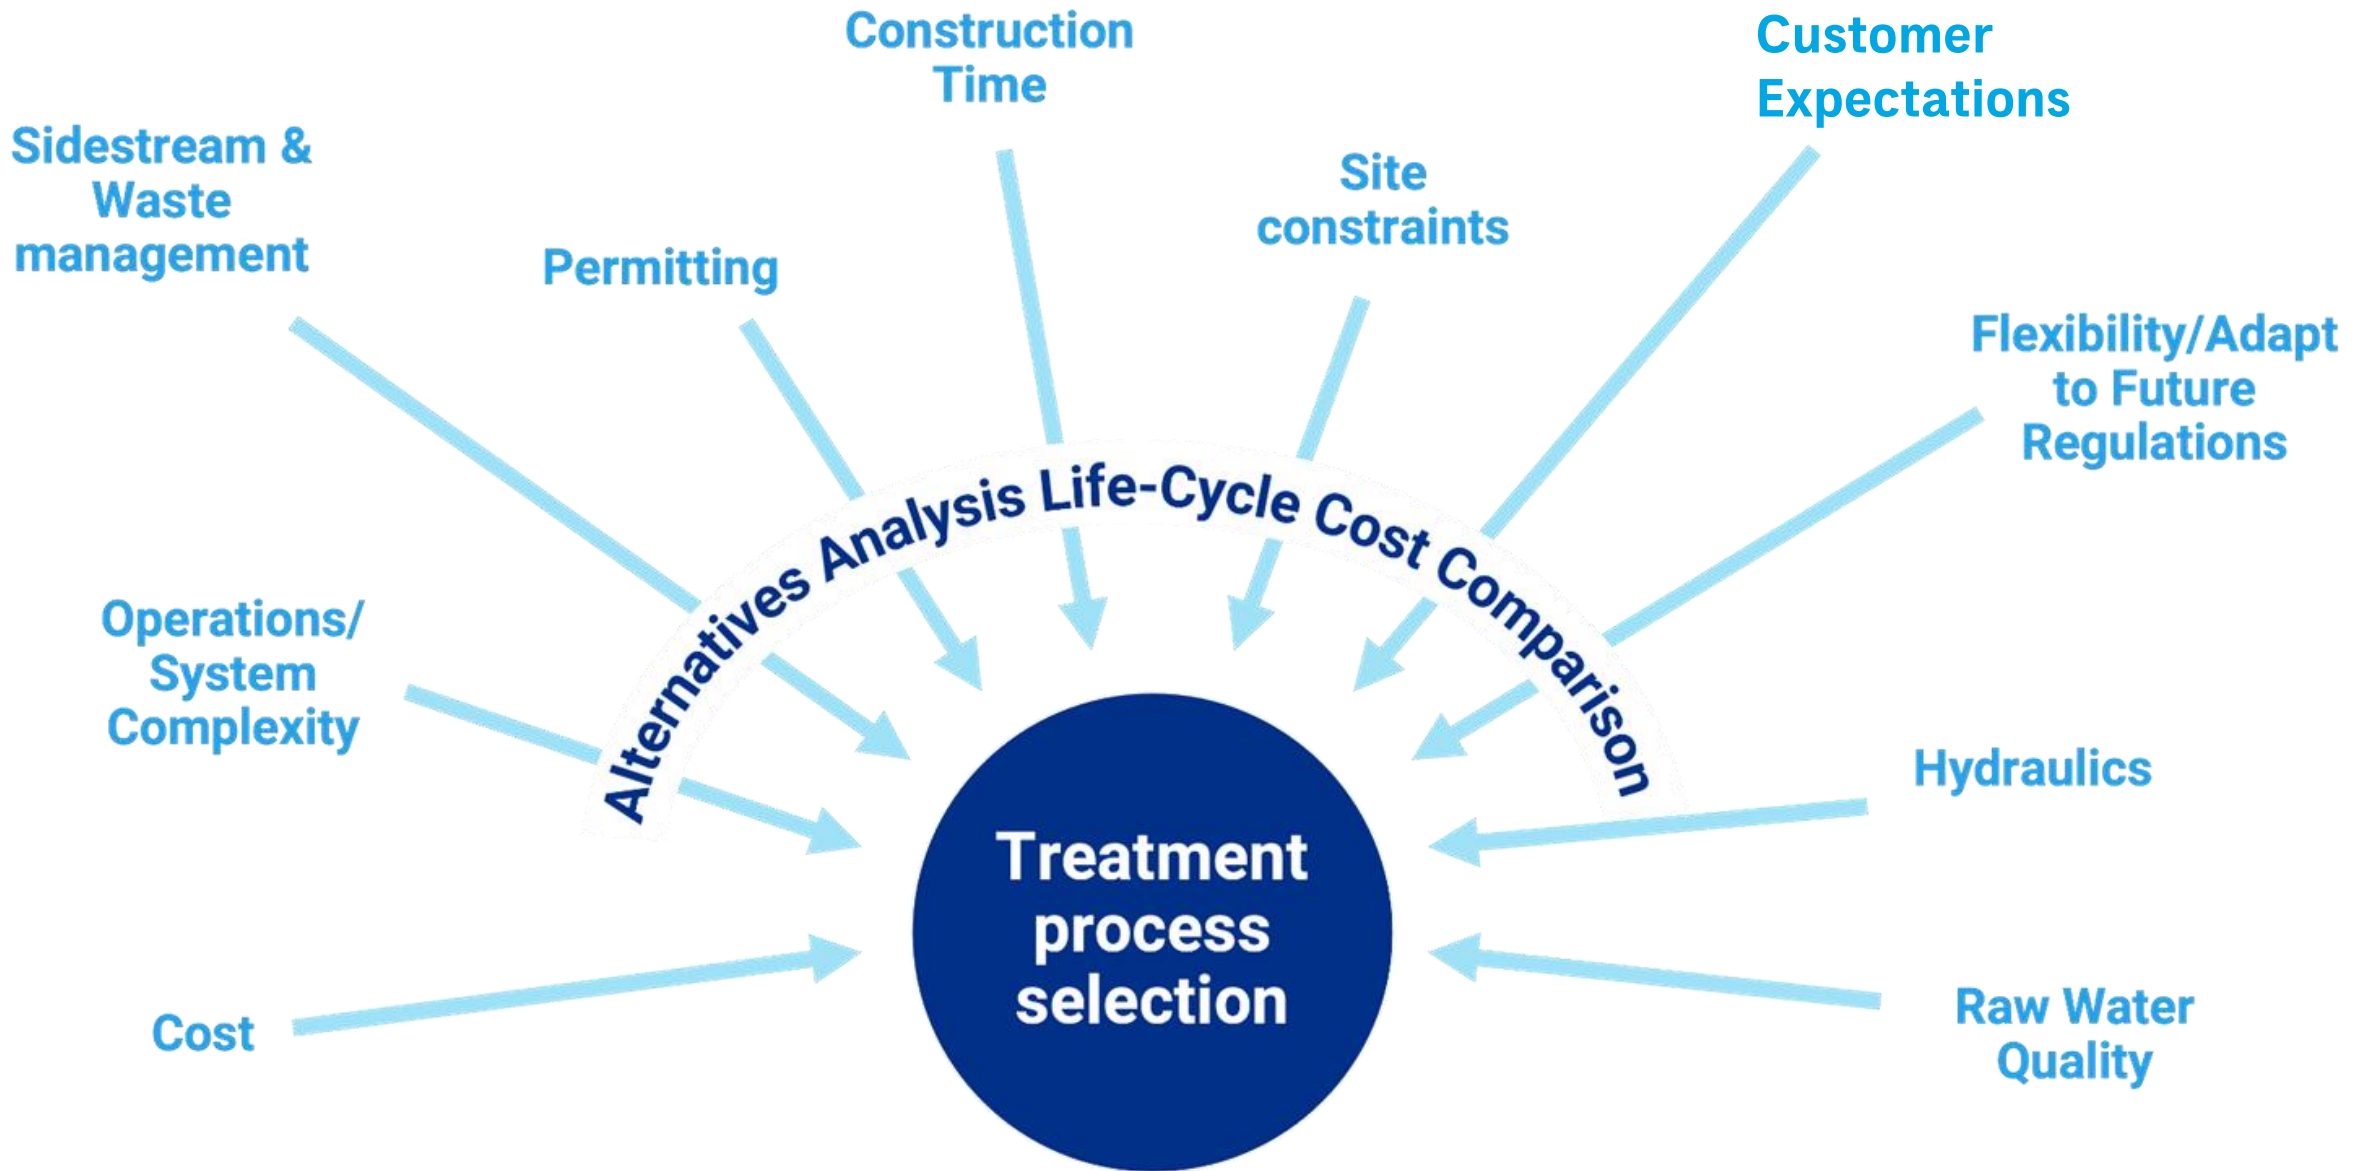 Construction
Time
Customer
Expectations
Sidestream &
Waste
management
Permitting
Site
constraints
Flexibility/Adapt
to Future
Regulations
Alternatives Analysis Life-Cycle Cost Comparison
Operations/
System
Complexity
Hydraulics
Treatment
process
selection
Cost
Raw Water
Quality